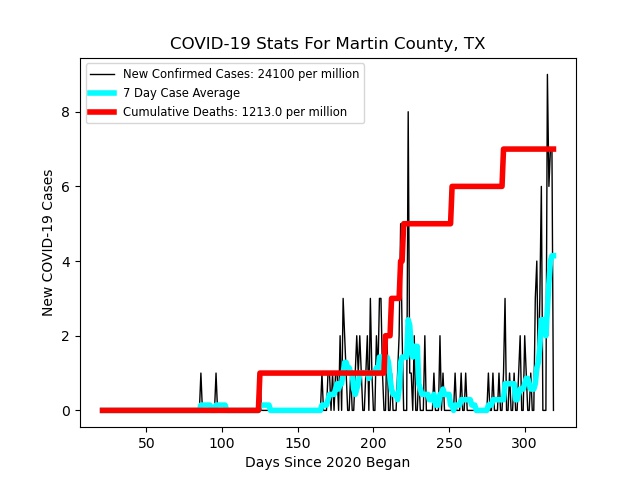 COVID-19 Stats For Martin County, TX
New Confirmed Cases: 24100 per million
7 Day Case Average
Cumulative Deaths: 1213.0 per million
New COVID-19 Cases
8
6
4
2
0
50 100 150 200 250 300
Days Since 2020 Began